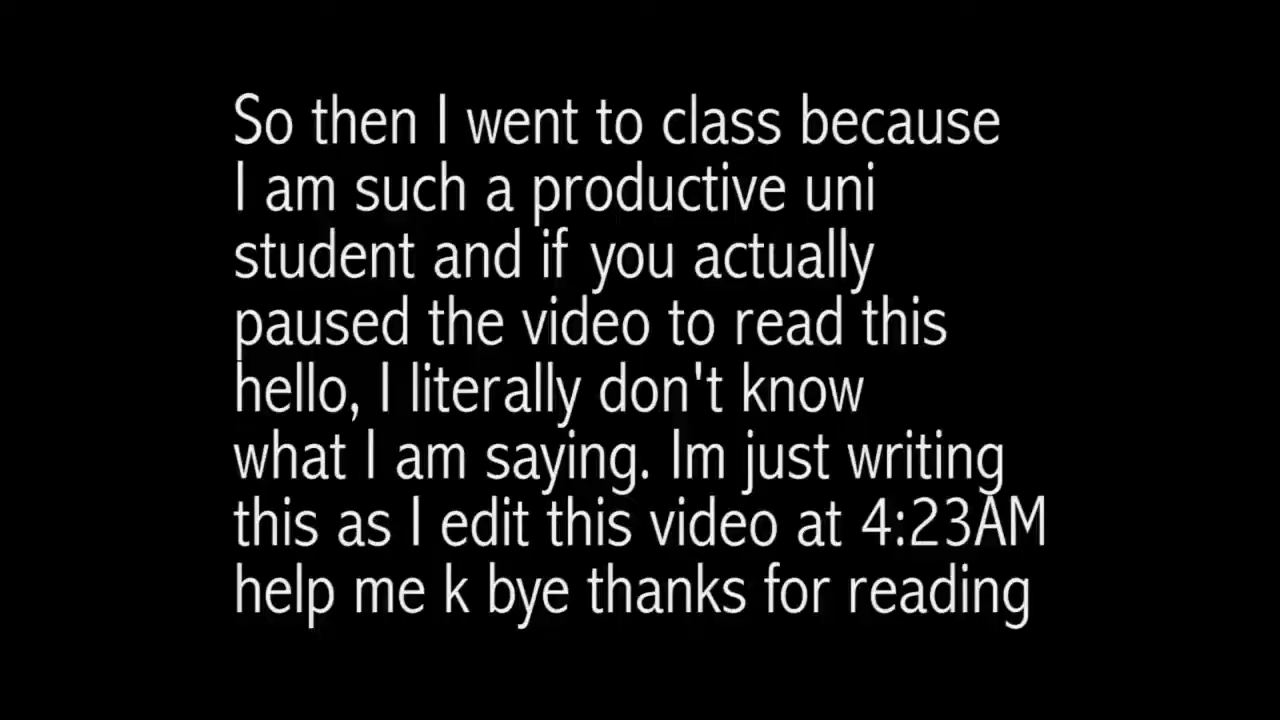 So then I went to class because
I am such a productive uni
student and if you actually
paused the video to read this
hello, I literally don't know
what I am saying. Im just writing
this as I edit this video at 4:23AM
help me k bye thanks for reading